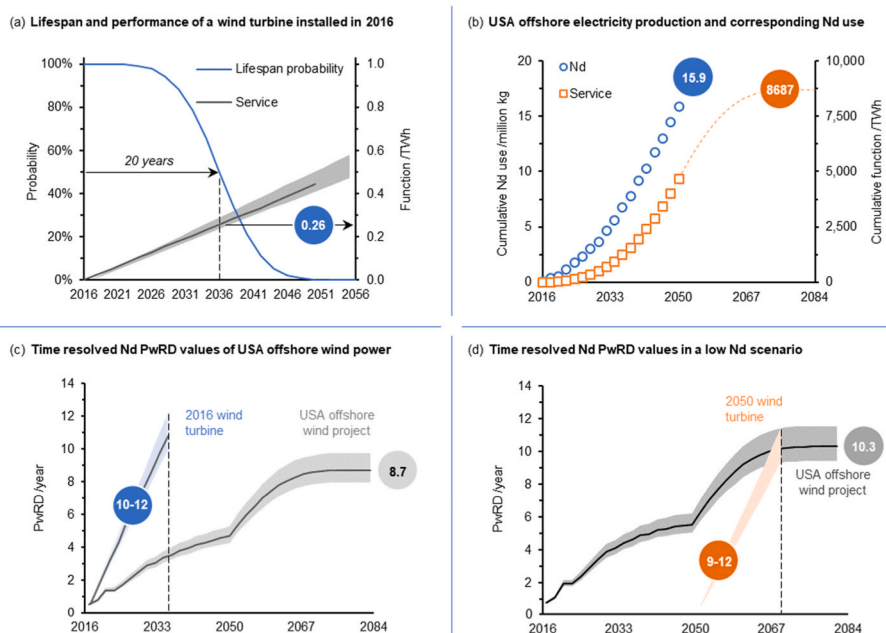 (a) Lifespan and performance of a wind turbine installed in 2016
100%
80%
60%
40%
20%
0%
Probability
1.0
0.8
0.6
0.4
0.2
0.0
Function /TWh
Lifespan probability
Service
20 years
0.26
2016 2021 2026 2031 2036 2041 2046 2051 2056
(b) USA offshore electricity production and corresponding Nd use
20
15
10
5
0
Cumulative Nd use /million kg
10,000
7,500
5,000
2,500
0
Cumulative function /TWh
Nd
Service
15.9
8687
2016 2033 2050 2067 2084
(c) Time resolved Nd PwRD values of USA offshore wind power
14
12
10
8
6
4
2
0
PwRD /year
2016 wind
turbine
USA offshore
wind project
10-12
8.7
2016 2033 2050 2067 2084
(d) Time resolved Nd PwRD values in a low Nd scenario
14
12
10
8
6
4
2
0
PwRD /year
2050 wind
turbine
10.3
USA offshore
wind project
9-12
2016 2033 2050 2067 2084